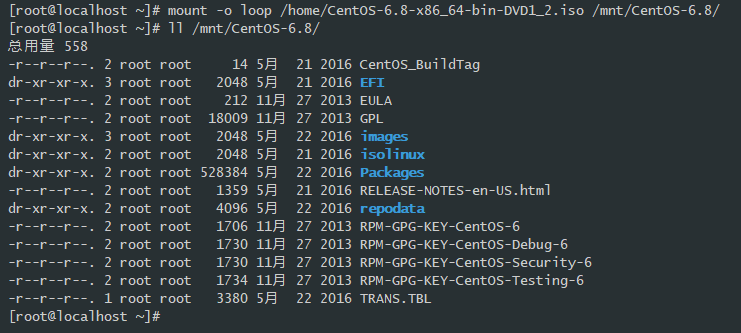 [root@localhost ~]# mount -o loop /home/CentOS-6.8-x86_64-bin-DVD1_2.iso /mnt/CentOS-6.8/
[root@localhost ~]# ll /mnt/CentOS-6.8/
总用量 558
-r--r--r--. 2 root root     14 5月  21 2016 CentOS_BuildTag
dr-xr-xr-x. 3 root root   2048 5月  21 2016 EFI
-r--r--r--. 2 root root    212 11月 27 2013 EULA
-r--r--r--. 2 root root  18009 11月 27 2013 GPL
dr-xr-xr-x. 3 root root   2048 5月  22 2016 images
dr-xr-xr-x. 2 root root   2048 5月  21 2016 isolinux
dr-xr-xr-x. 2 root root 528384 5月  22 2016 Packages
-r--r--r--. 2 root root   1359 5月  21 2016 RELEASE-NOTES-en-US.html
dr-xr-xr-x. 2 root root   4096 5月  22 2016 repodata
-r--r--r--. 2 root root   1706 11月 27 2013 RPM-GPG-KEY-CentOS-6
-r--r--r--. 2 root root   1730 11月 27 2013 RPM-GPG-KEY-CentOS-Debug-6
-r--r--r--. 2 root root   1730 11月 27 2013 RPM-GPG-KEY-CentOS-Security-6
-r--r--r--. 2 root root   1734 11月 27 2013 RPM-GPG-KEY-CentOS-Testing-6
-r--r--r--. 1 root root   3380 5月  22 2016 TRANS.TBL
[root@localhost ~]#